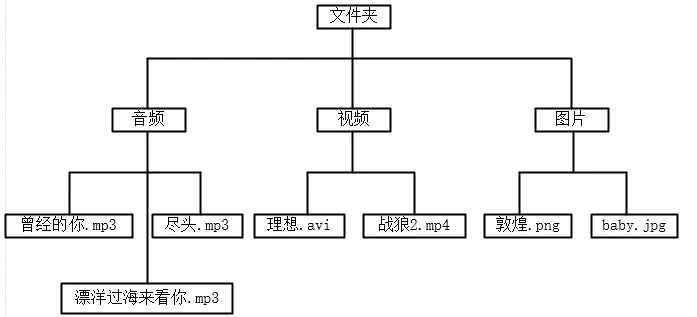 文件夹
音频
视频
图片
曾经的你.mp3
尽头.mp3
理想.avi
战狼2.mp4
敦煌.png
baby.jpg
漂洋过海来看你.mp3